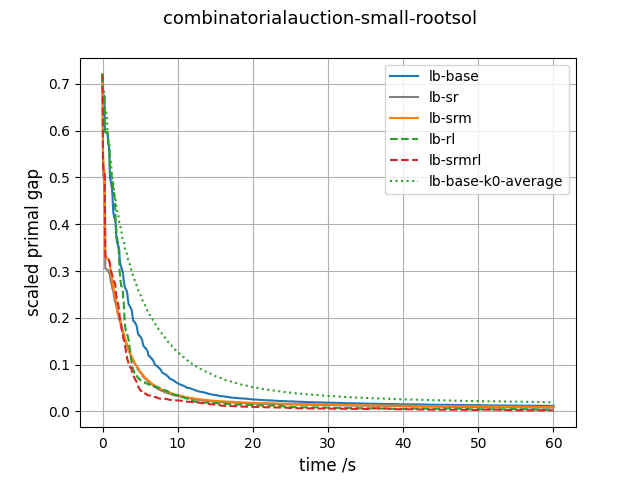 combinatorialauction-small-rootsol
lb-base
lb-sr
lb-srm
lb-rl
lb-srmrl
lb-base-k0-average
scaled primal gap
0.7
0.6
0.5
0.4
0.3
0.2
0.1
0.0
0 10 20 30 40 50 60
time /s